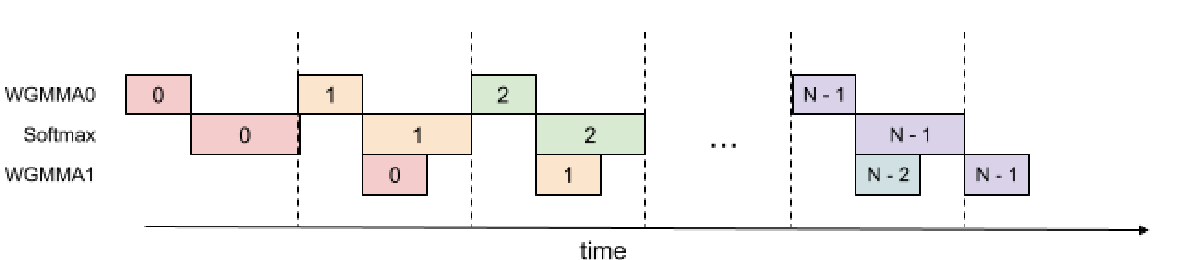 WGMMA0 0 1 2 N - 1
Softmax 0 1 2 ... N - 1
WGMMA1 0 1 N - 2 N - 1
time